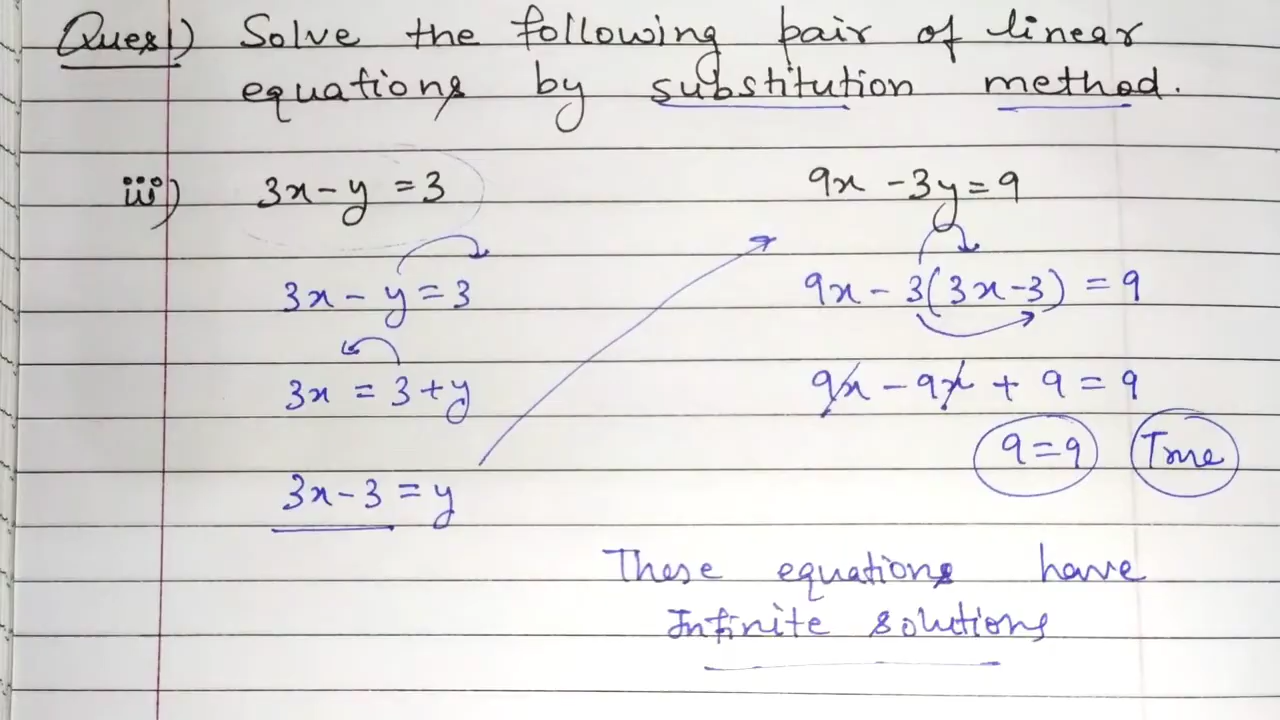 Ques 1) Solve the following pair of linear
equations by substitution method.
iii) 3x - y = 3
9x - 3y = 9
3x - y = 3
9x - 3(3x - 3) = 9
3x = 3 + y
9x - 9x + 9 = 9
9 = 9 True
3x - 3 = y
These equations have
Infinite solutions